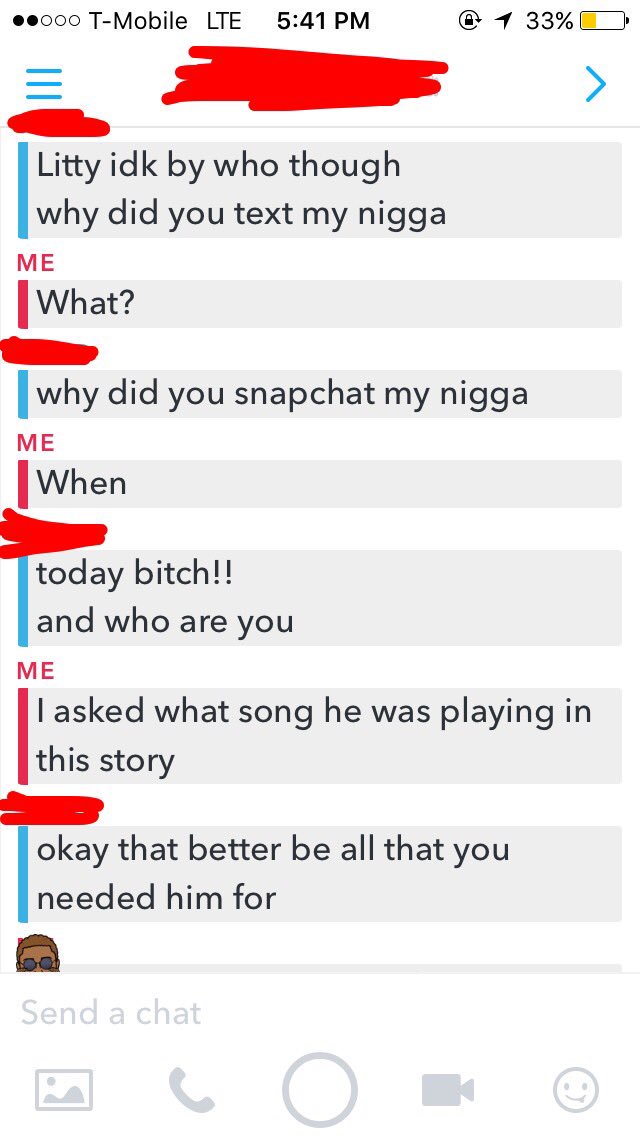 T-Mobile LTE 5:41 PM 33%
Litty idk by who though
why did you text my nigga
ME
What?
why did you snapchat my nigga
ME
When
today bitch!!
and who are you
ME
I asked what song he was playing in
this story
okay that better be all that you
needed him for
Send a chat